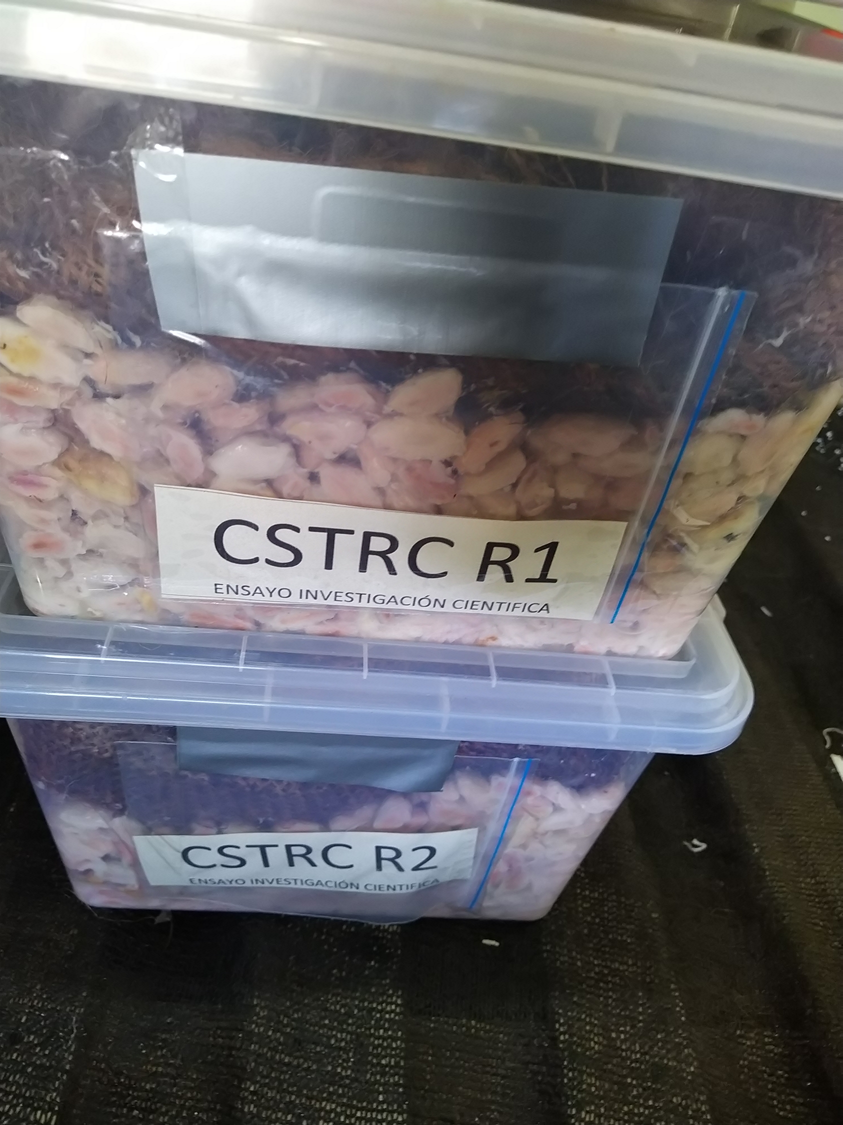 CSTRC R1
ENSAYO INVESTIGACIÓN CIENTIFICA
CSTRC R2
ENSAYO INVESTIGACIÓN CIENTIFICA